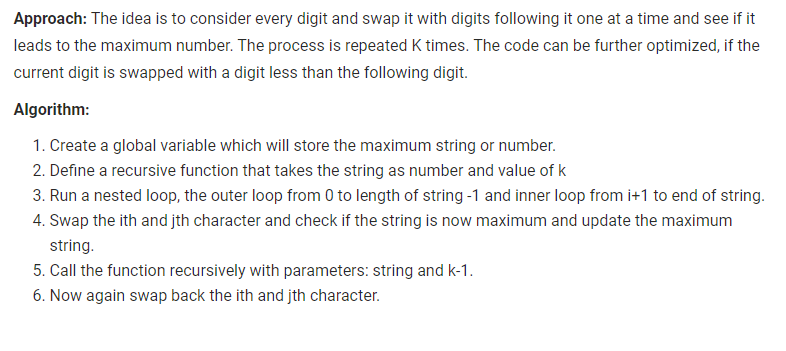 Approach: The idea is to consider every digit and swap it with digits following it one at a time and see if it
leads to the maximum number. The process is repeated K times. The code can be further optimized, if the
current digit is swapped with a digit less than the following digit.
Algorithm:
1. Create a global variable which will store the maximum string or number.
2. Define a recursive function that takes the string as number and value of k
3. Run a nested loop, the outer loop from 0 to length of string -1 and inner loop from i+1 to end of string.
4. Swap the ith and jth character and check if the string is now maximum and update the maximum
string.
5. Call the function recursively with parameters: string and k-1.
6. Now again swap back the ith and jth character.